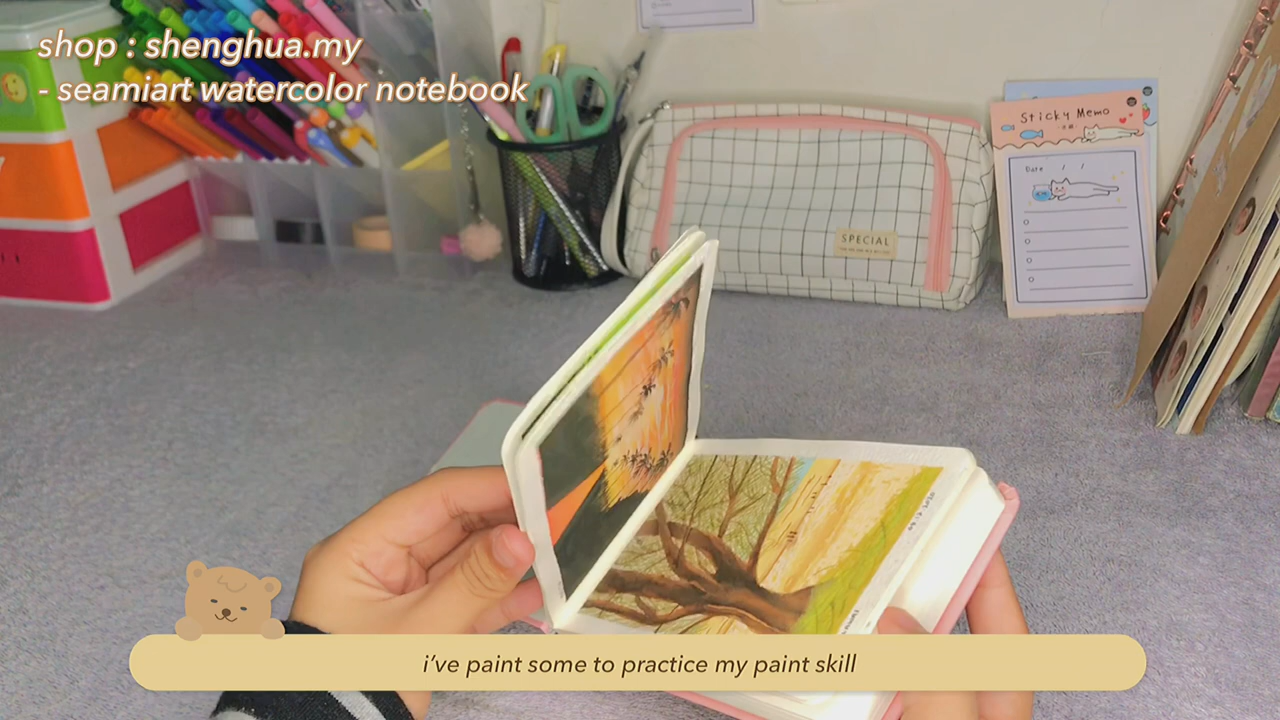 shop : shenghua.my
- seamiart watercolor notebook
Sticky Memo
Date / /
SPECIAL
i've paint some to practice my paint skill